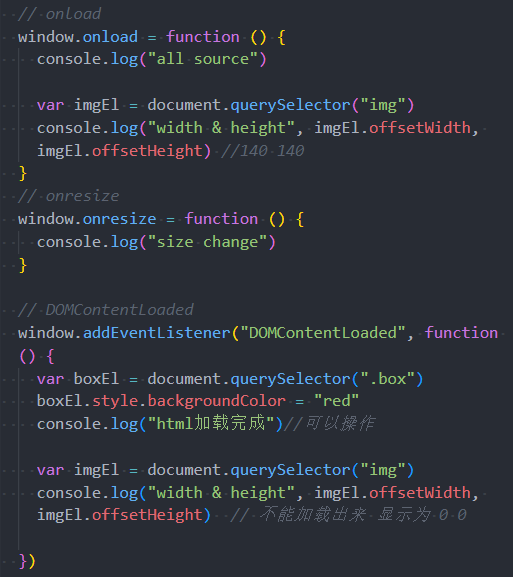 // onload
window.onload = function () {
console.log("all source")
var imgEl = document.querySelector("img")
console.log("width & height", imgEl.offsetWidth,
imgEl.offsetHeight) //140 140
}
// onresize
window.onresize = function () {
console.log("size change")
}
// DOMContentLoaded
window.addEventListener("DOMContentLoaded", function
() {
var boxEl = document.querySelector(".box")
boxEl.style.backgroundColor = "red"
console.log("html加载完成")//可以操作
var imgEl = document.querySelector("img")
console.log("width & height", imgEl.offsetWidth,
imgEl.offsetHeight) // 不能加载出来 显示为 0 0
})